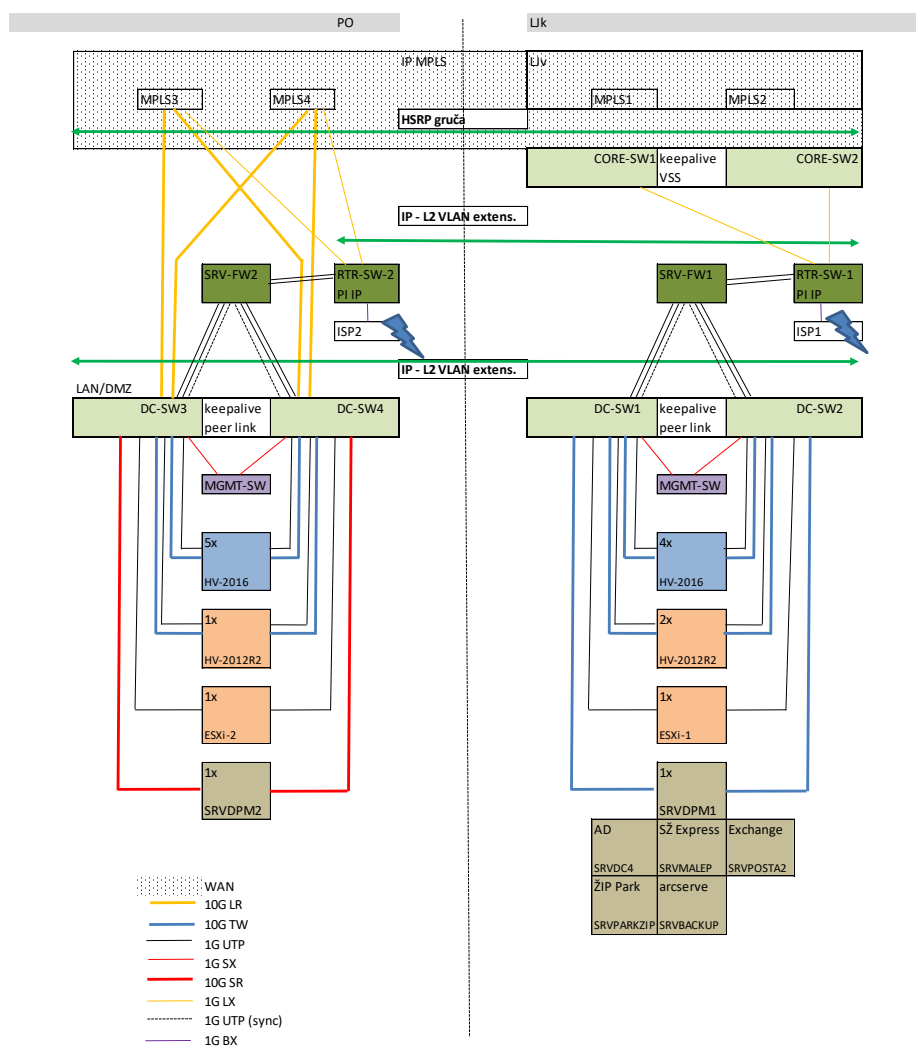 PO
LJk
IP MPLS
LJv
MPLS3
MPLS4
MPLS1
MPLS2
HSRP gruča
CORE-SW1
keepalive
VSS
CORE-SW2
IP - L2 VLAN extens.
SRV-FW2
RTR-SW-2
PI IP
SRV-FW1
RTR-SW-1
PI IP
ISP2
ISP1
IP - L2 VLAN extens.
LAN/DMZ
DC-SW3
keepalive
peer link
DC-SW4
DC-SW1
keepalive
peer link
DC-SW2
MGMT-SW
MGMT-SW
5x
HV-2016
4x
HV-2016
1x
HV-2012R2
2x
HV-2012R2
1x
ESXi-2
1x
ESXi-1
1x
SRVDPM2
1x
SRVDPM1
AD
SRVDC4
SŽ Express
SRVMALEP
Exchange
SRVPOSTA2
ŽIP Park
SRVPARKZIP
arcserve
SRVBACKUP
WAN
10G LR
10G TW
1G UTP
1G SX
10G SR
1G LX
1G UTP (sync)
1G BX